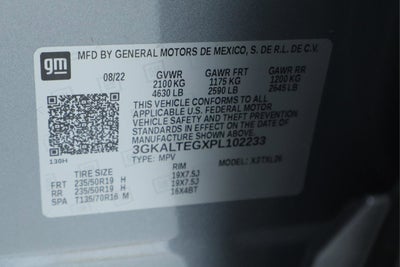 gm
MFD BY GENERAL MOTORS DE MEXICO, S. DE R.L. DE C.V.
08/22 GVWR GAWR FRT GAWR RR
2100 KG 1175 KG 1200 KG
4630 LB 2590 LB 2645 LB
THIS VEHICLE CONFORMS TO ALL
APPLICABLE U.S. FEDERAL MOTOR
VEHICLE SAFETY AND THEFT PREVENTION
STANDARDS IN EFFECT ON THE DATE OF
MANUFACTURE SHOWN ABOVE.
3GKALTEGXPL102233
130H TYPE: MPV MODEL: XJTXL26
TIRE SIZE RIM
FRT 235/50R19 H 19X7.5J
RR 235/50R19 H 19X7.5J
SPA T135/70R16 M 16X4BT